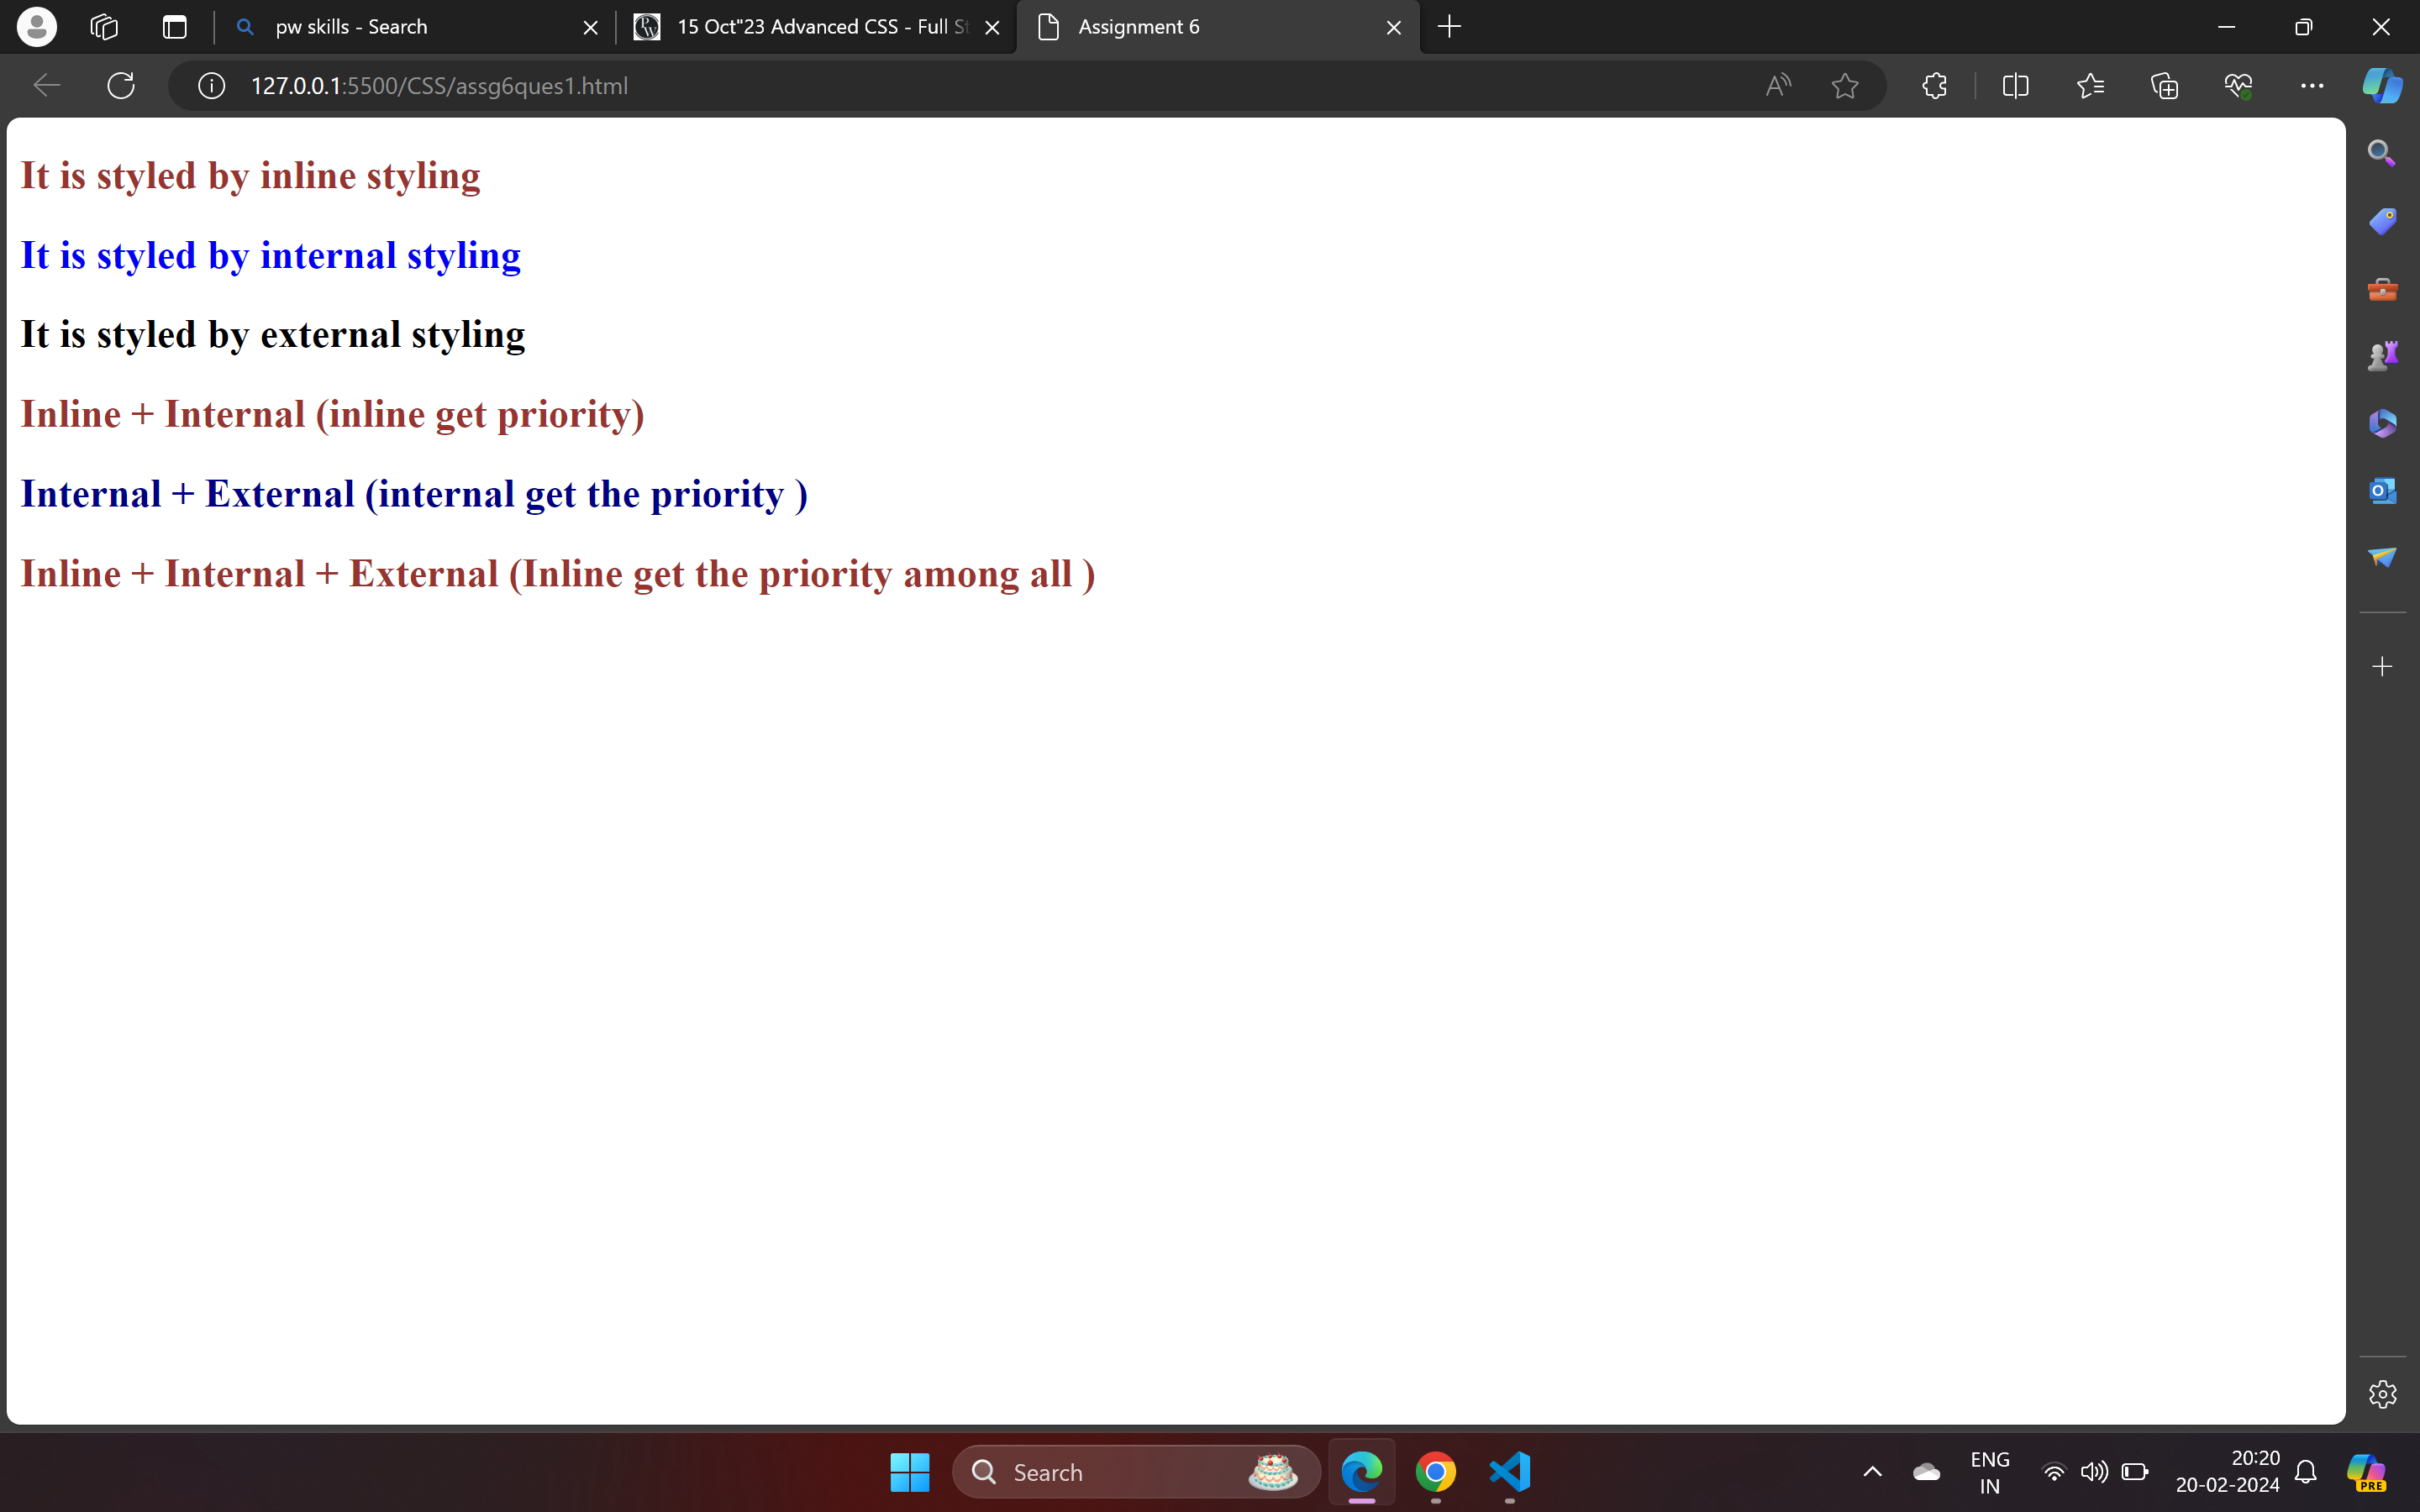 pw skills - Search
15 Oct"23 Advanced CSS - Full St
Assignment 6
127.0.0.1:5500/CSS/assg6ques1.html
It is styled by inline styling
It is styled by internal styling
It is styled by external styling
Inline + Internal (inline get priority)
Internal + External (internal get the priority )
Inline + Internal + External (Inline get the priority among all )
Search
ENG
IN
20:20
20-02-2024
PRE